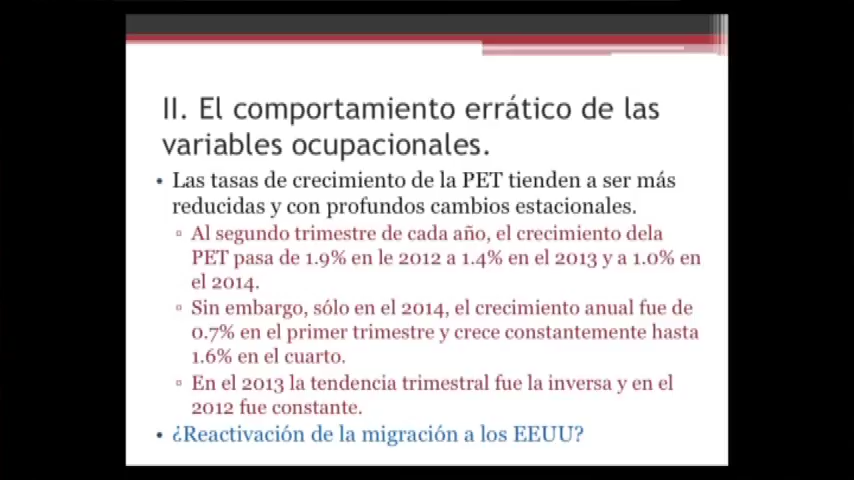 II. El comportamiento errático de las
variables ocupacionales.
• Las tasas de crecimiento de la PET tienden a ser más
reducidas y con profundos cambios estacionales.
▫ Al segundo trimestre de cada año, el crecimiento dela
PET pasa de 1.9% en le 2012 a 1.4% en el 2013 y a 1.0% en
el 2014.
▫ Sin embargo, sólo en el 2014, el crecimiento anual fue de
0.7% en el primer trimestre y crece constantemente hasta
1.6% en el cuarto.
▫ En el 2013 la tendencia trimestral fue la inversa y en el
2012 fue constante.
• ¿Reactivación de la migración a los EEUU?